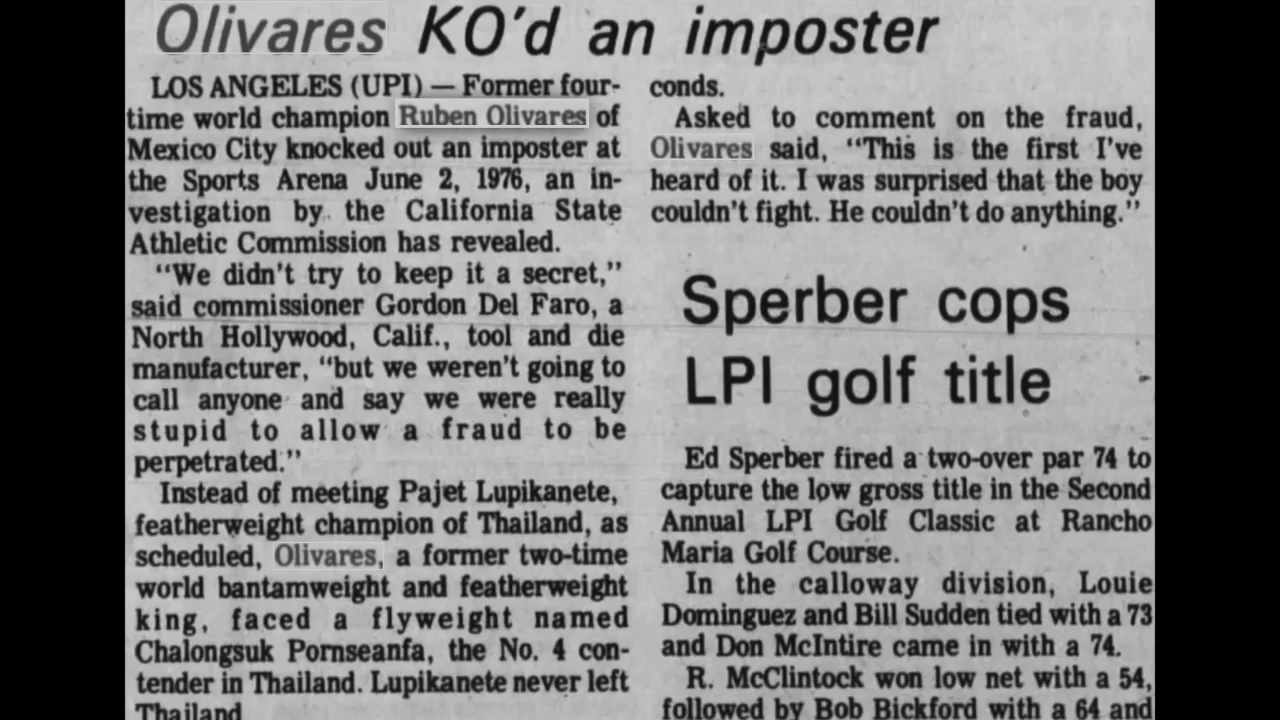 Olivares KO'd an imposter
LOS ANGELES (UPI) — Former four-
time world champion Ruben Olivares of
Mexico City knocked out an imposter at
the Sports Arena June 2, 1976, an in-
vestigation by the California State
Athletic Commission has revealed.
"We didn't try to keep it a secret,"
said commissioner Gordon Del Faro, a
North Hollywood, Calif., tool and die
manufacturer, "but we weren't going to
call anyone and say we were really
stupid to allow a fraud to be
perpetrated."
Instead of meeting Pajet Lupikanete,
featherweight champion of Thailand, as
scheduled, Olivares, a former two-time
world bantamweight and featherweight
king, faced a flyweight named
Chalongsuk Pornseanfa, the No. 4 con-
tender in Thailand. Lupikanete never left
Thailand
conds.
Asked to comment on the fraud,
Olivares said, "This is the first I've
heard of it. I was surprised that the boy
couldn't fight. He couldn't do anything."
Sperber cops
LPI golf title
Ed Sperber fired a two-over par 74 to
capture the low gross title in the Second
Annual LPI Golf Classic at Rancho
Maria Golf Course.
In the calloway division, Louie
Dominguez and Bill Sudden tied with a 73
and Don McIntire came in with a 74.
R. McClintock won low net with a 54,
followed by Bob Bickford with a 64 and